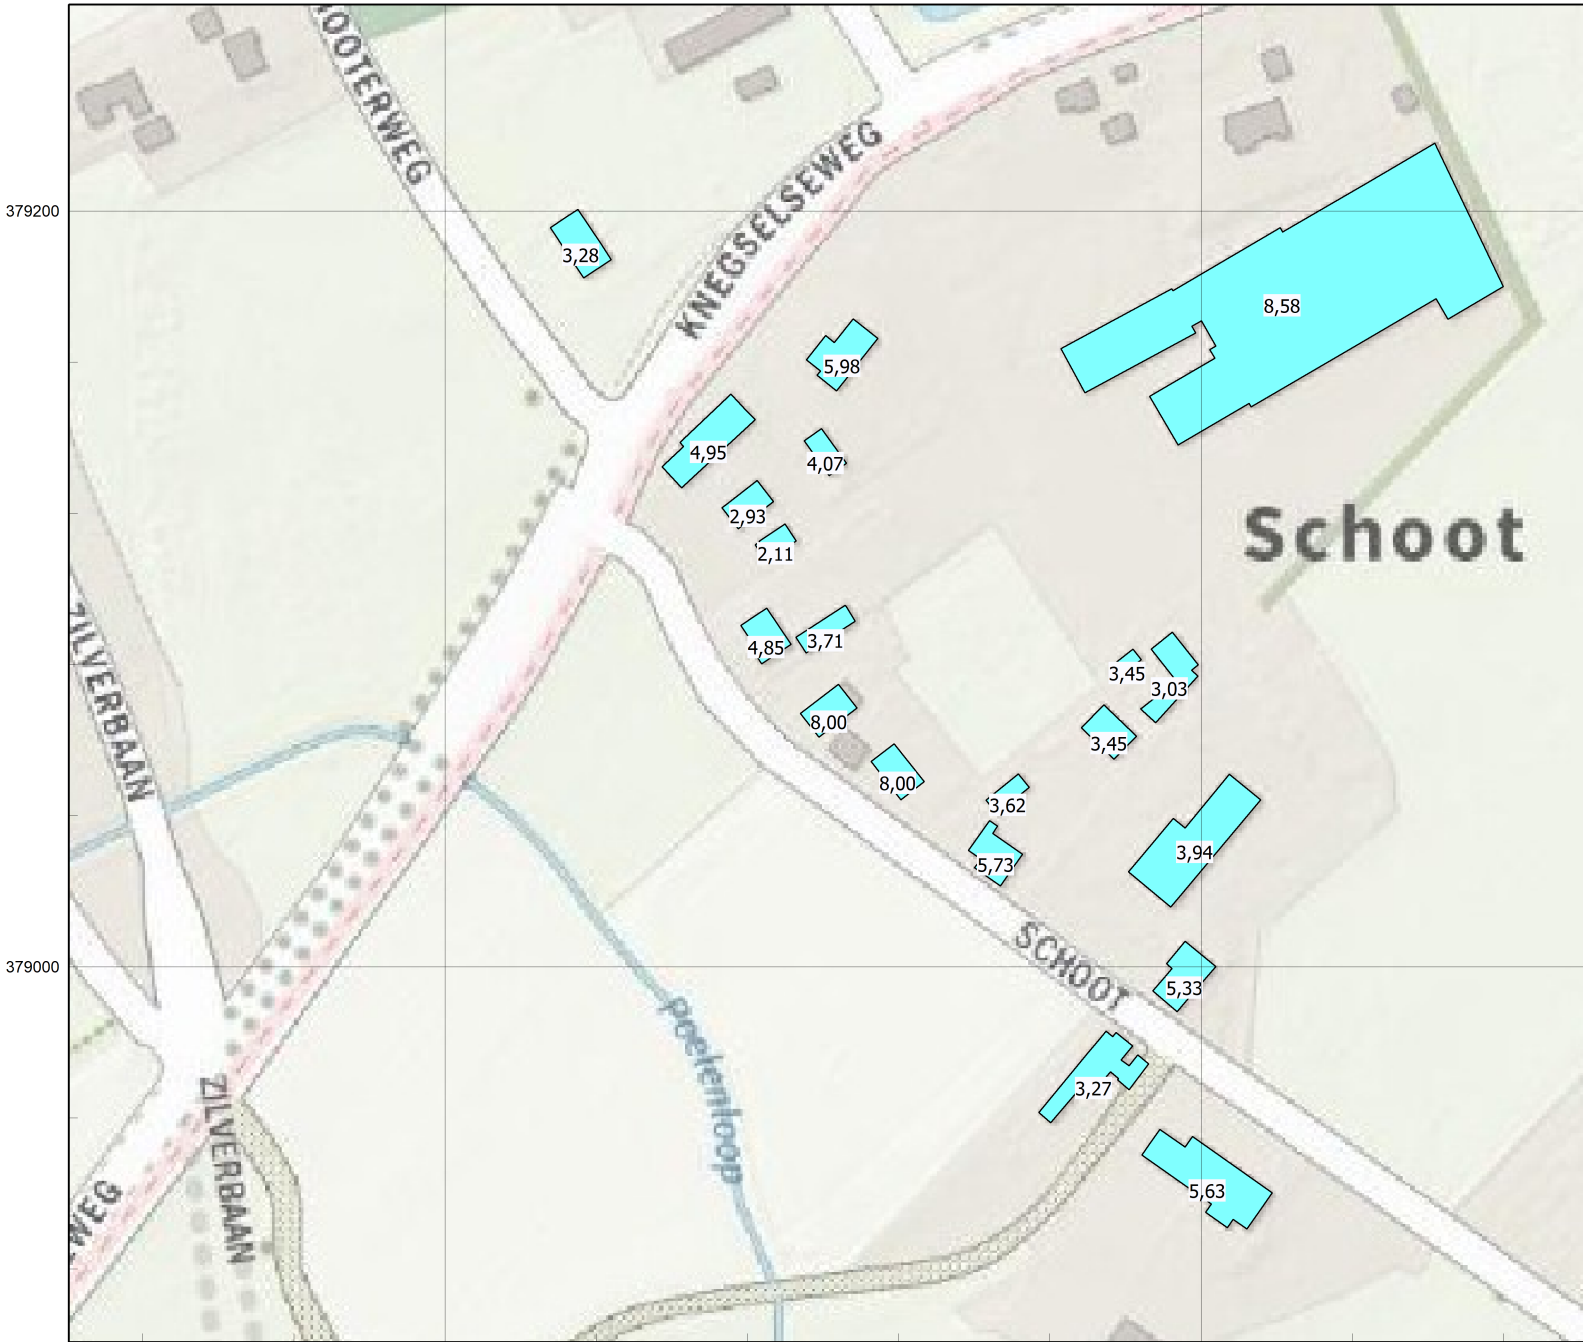 OOTERWEG
KNEGSELSEWEG
379200
3,28
8,58
5,98
4,95
4,07
2,93
Schoot
2,11
4,85
3,71
ZILVERBAAN
3,45
3,03
8,00
3,45
8,00
3,62
3,94
5,73
SCHOOT
379000
5,33
Poelenloop
ZILVERBAAN
3,27
WEG
5,63